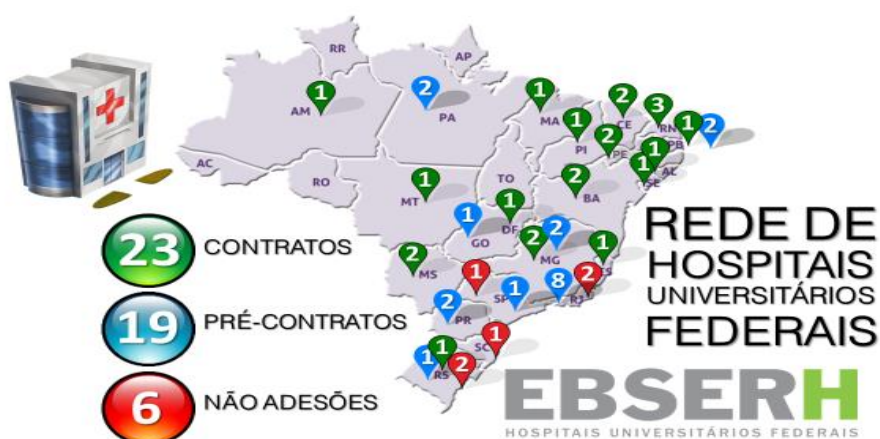 RR
AP
1
AM
2
PA
1
MA
2
CE
3
RN
1
PB
2
1
PI
2
PE
1
AL
1
SE
AC
RO
1
MT
TO
2
BA
1
DF
1
GO
2
2
MG
1
ES
2
MS
1
SP
1
8
2
RJ
2
PR
1
SC
1
1
RS
2
23 CONTRATOS
19 PRÉ-CONTRATOS
6 NÃO ADESÕES
REDE DE
HOSPITAIS
UNIVERSITÁRIOS
FEDERAIS
EBSERH
HOSPITAIS UNIVERSITÁRIOS FEDERAIS